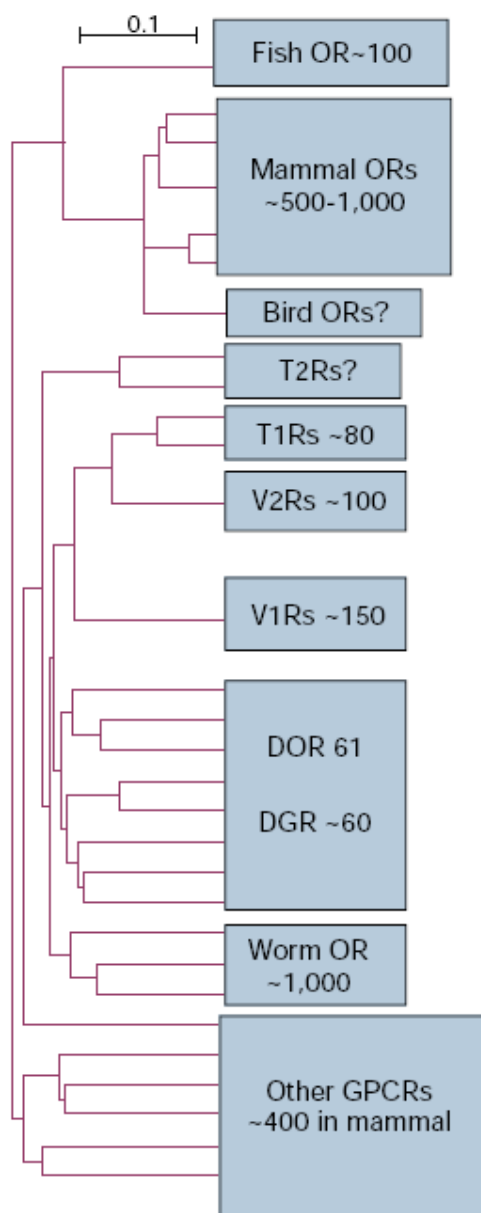 0.1
Fish OR~100
Mammal ORs
~500-1,000
Bird ORs?
T2Rs?
T1Rs ~80
V2Rs ~100
V1Rs ~150
DOR 61
DGR ~60
Worm OR
~1,000
Other GPCRs
~400 in mammal